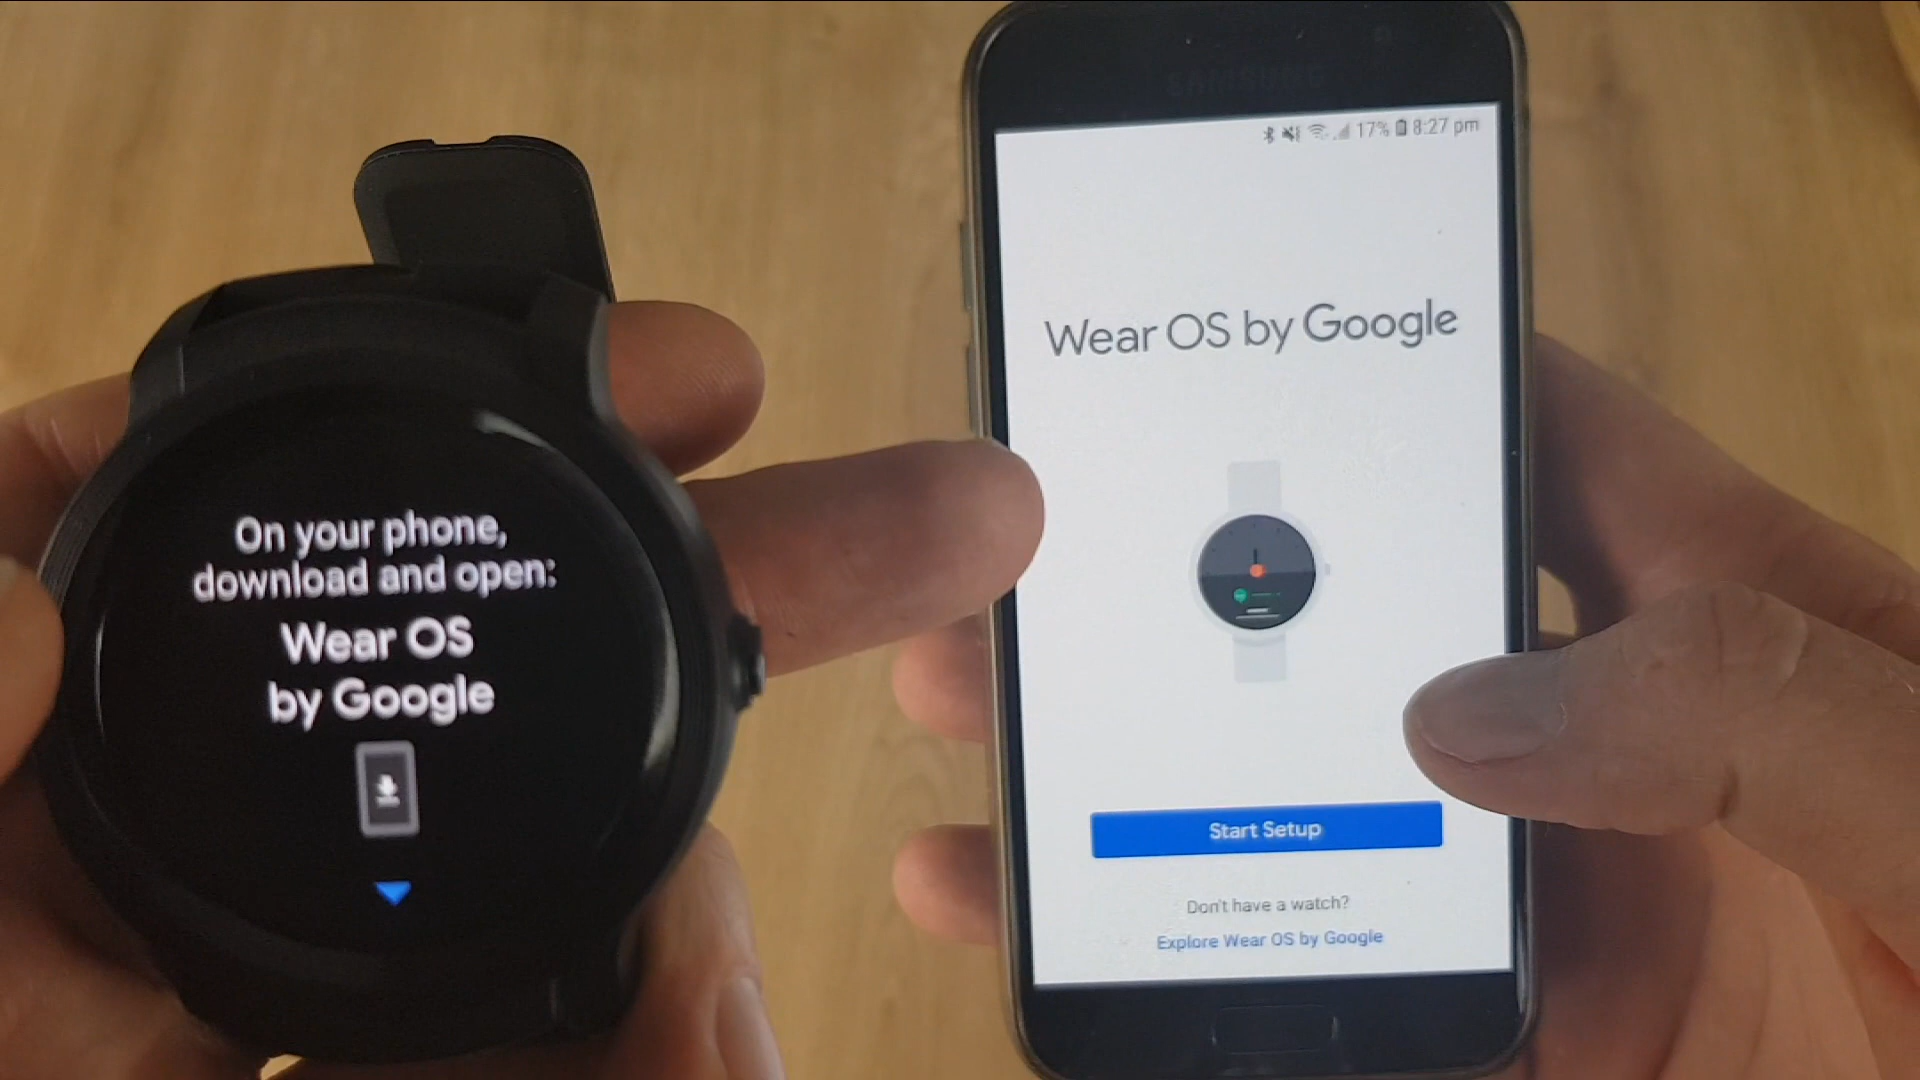 On your phone,
download and open:
Wear OS
by Google
SAMSUNG
17% 8:27 pm
Wear OS by Google
Start Setup
Don't have a watch?
Explore Wear OS by Google